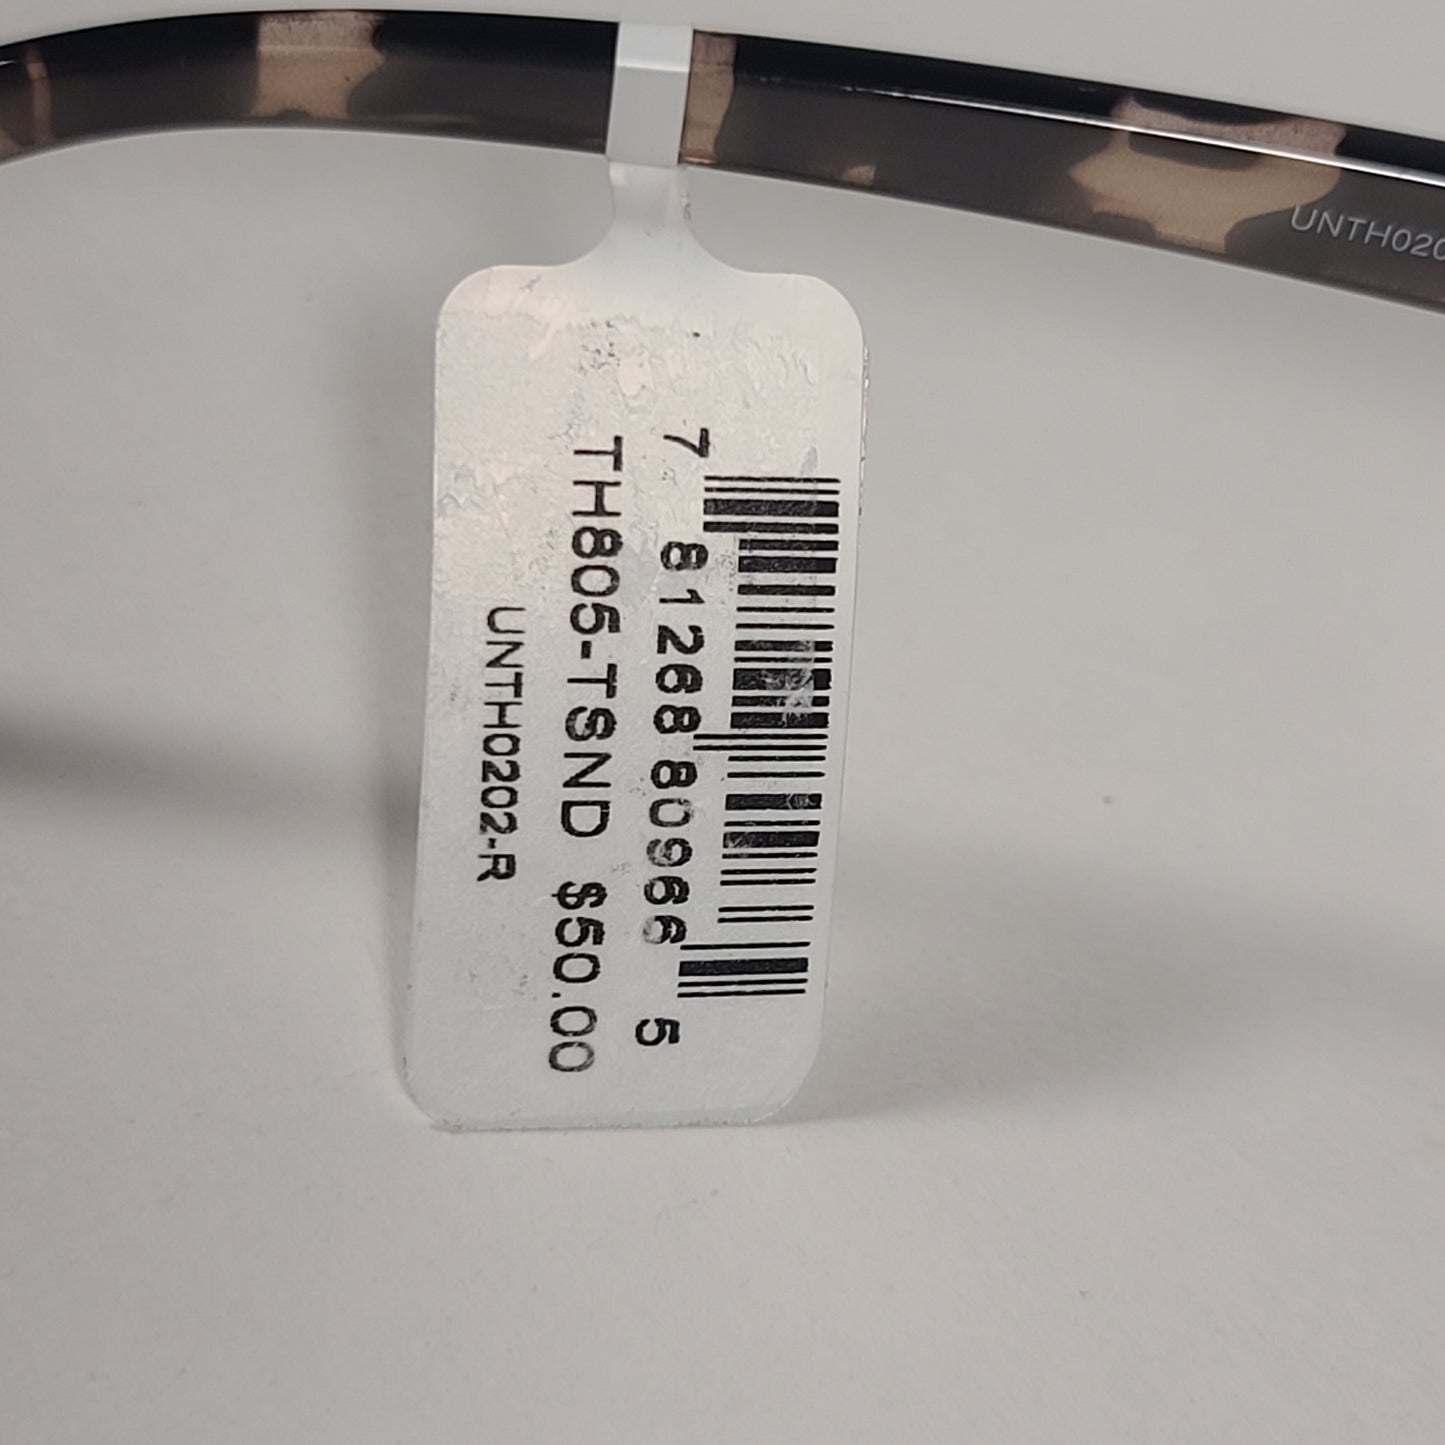 7 81268 80966 5
TH805-TSND $50.00
UNTH0202-R
UNTH020